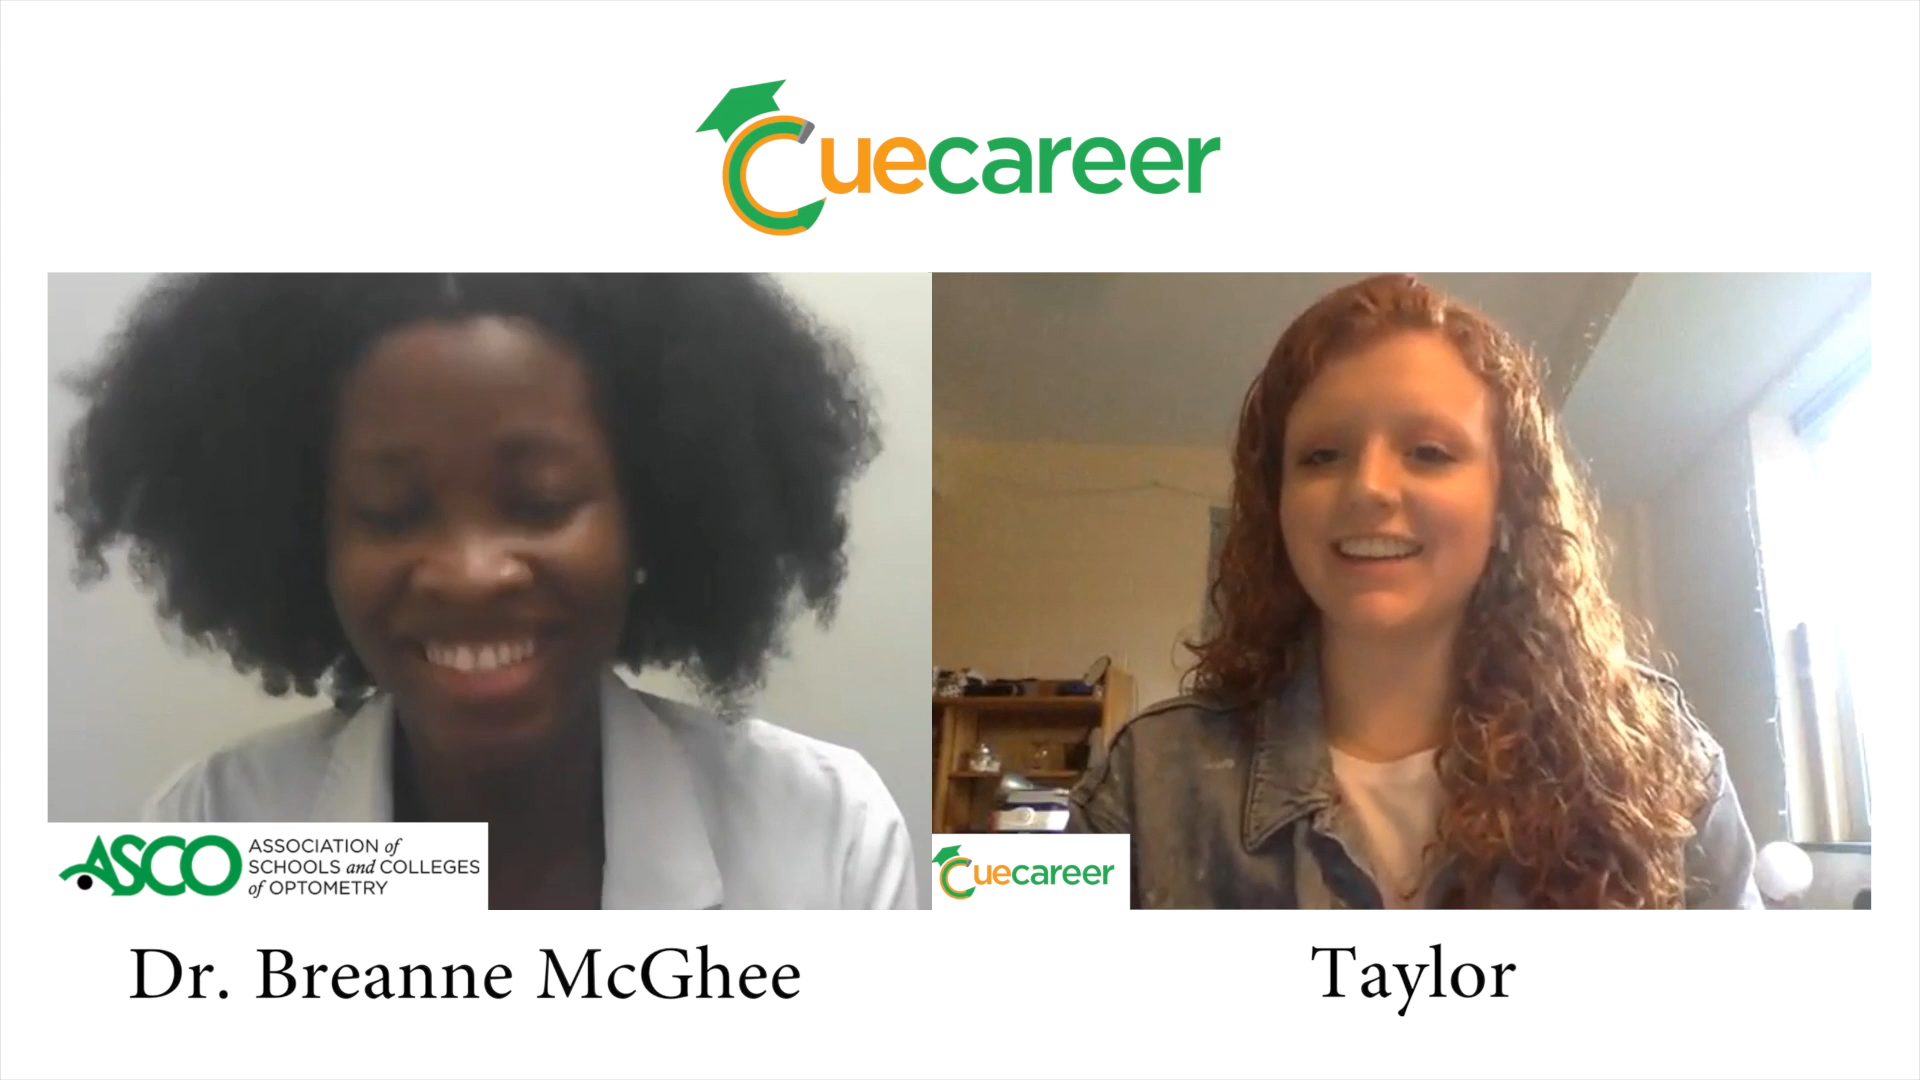 Cuecareer
ASCO
ASSOCIATION of
SCHOOLS and COLLEGES
of OPTOMETRY
Cuecareer
Dr. Breanne McGhee
Taylor